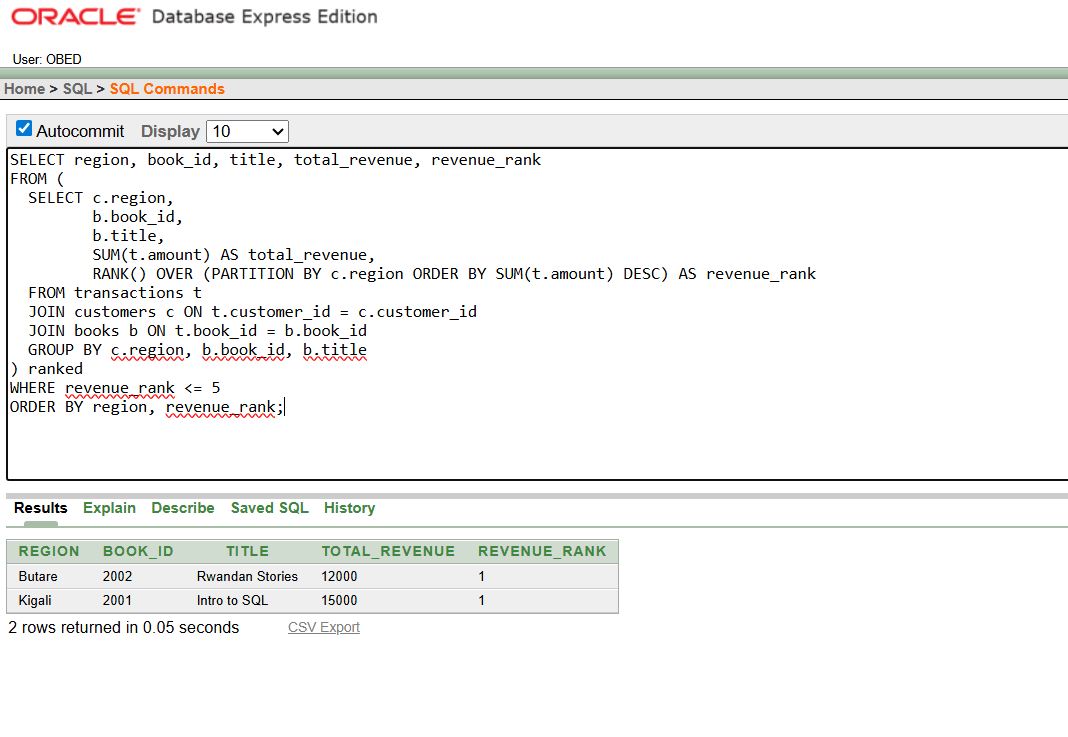 ORACLE® Database Express Edition
User: OBED
Home > SQL > SQL Commands
Autocommit Display 10
SELECT region, book_id, title, total_revenue, revenue_rank
FROM (
  SELECT c.region,
         b.book_id,
         b.title,
         SUM(t.amount) AS total_revenue,
         RANK() OVER (PARTITION BY c.region ORDER BY SUM(t.amount) DESC) AS revenue_rank
  FROM transactions t
  JOIN customers c ON t.customer_id = c.customer_id
  JOIN books b ON t.book_id = b.book_id
  GROUP BY c.region, b.book_id, b.title
) ranked
WHERE revenue_rank <= 5
ORDER BY region, revenue_rank;
Results Explain Describe Saved SQL History
REGION BOOK_ID TITLE TOTAL_REVENUE REVENUE_RANK
Butare 2002 Rwandan Stories 12000 1
Kigali 2001 Intro to SQL 15000 1
2 rows returned in 0.05 seconds CSV Export